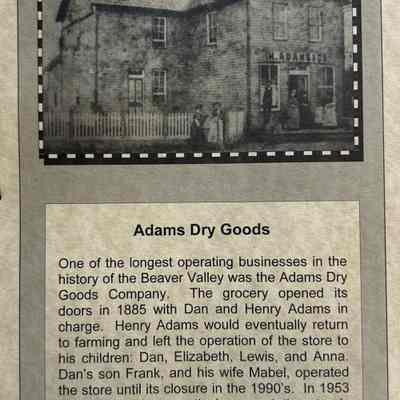 H. ADAMS & CO
Adams Dry Goods
One of the longest operating businesses in the
history of the Beaver Valley was the Adams Dry
Goods Company. The grocery opened its
doors in 1885 with Dan and Henry Adams in
charge. Henry Adams would eventually return
to farming and left the operation of the store to
his children: Dan, Elizabeth, Lewis, and Anna.
Dan's son Frank, and his wife Mabel, operated
the store until its closure in the 1990's. In 1953